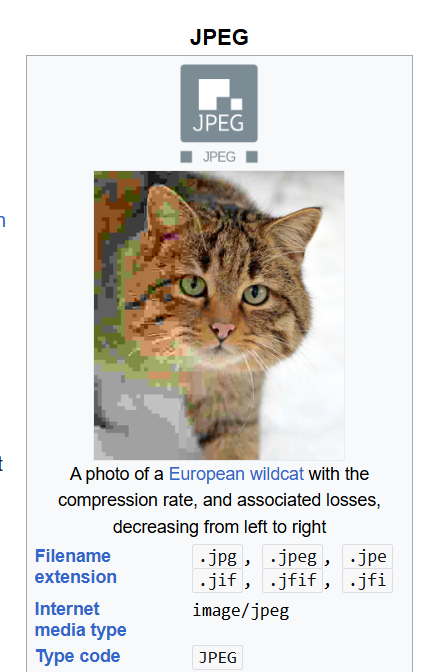 JPEG
JPEG
JPEG
n
A photo of a European wildcat with the
compression rate, and associated losses,
decreasing from left to right
Filename extension .jpg, .jpeg, .jpe
.jif, .jfif, .jfi
t
Internet media type image/jpeg
Type code JPEG